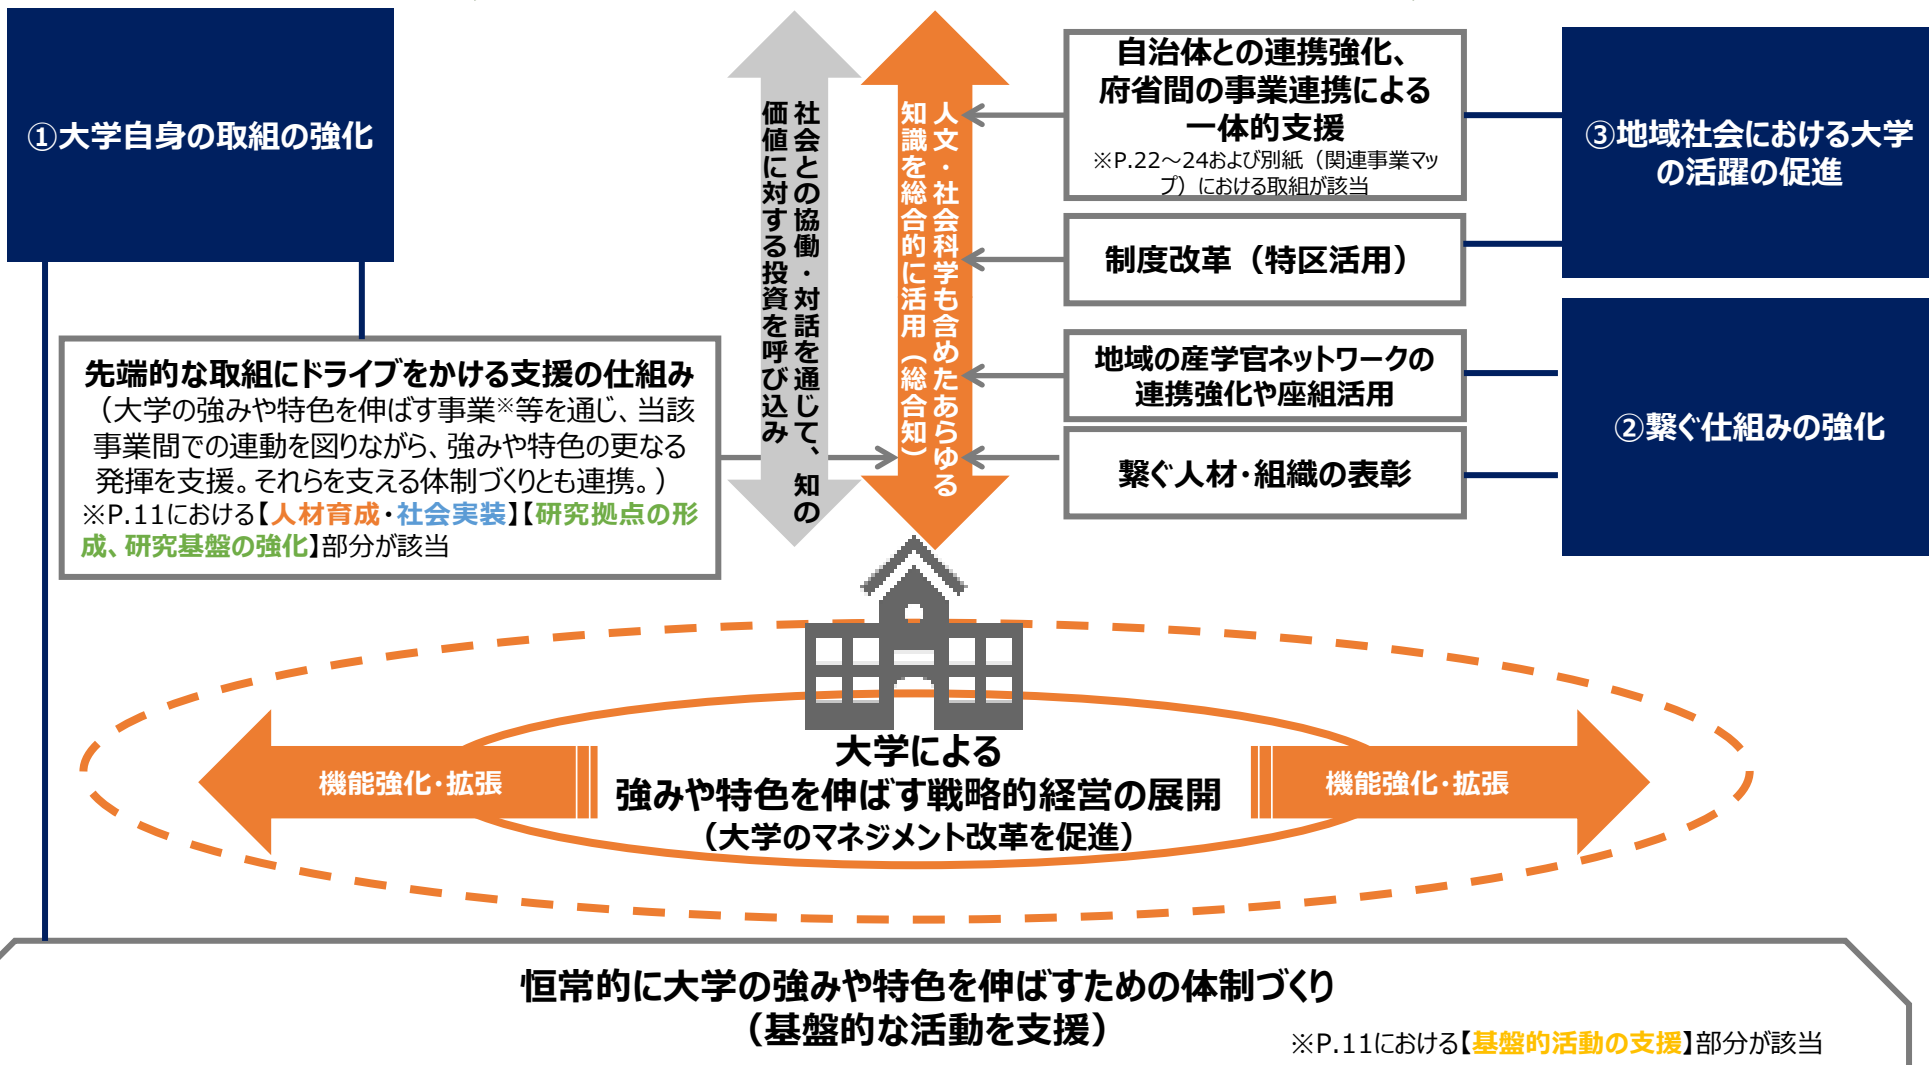 ①大学自身の取組の強化
先端的な取組にドライブをかける支援の仕組み
（大学の強みや特色を伸ばす事業※等を通じ、当該
事業間での連動を図りながら、強みや特色の更なる
発揮を支援。それらを支える体制づくりとも連携。）
※P.11における【人材育成・社会実装】【研究拠点の形
成、研究基盤の強化】部分が該当
社会との協働・対話を通じて、知の
価値に対する投資を呼び込み
人文・社会科学も含めたあらゆる
知識を総合的に活用（総合知）
自治体との連携強化、
府省間の事業連携による
一体的支援
※P.22～24および別紙（関連事業マッ
プ）における取組が該当
制度改革（特区活用）
地域の産学官ネットワークの
連携強化や座組活用
繋ぐ人材・組織の表彰
③地域社会における大学
の活躍の促進
②繋ぐ仕組みの強化
機能強化・拡張
大学による
強みや特色を伸ばす戦略的経営の展開
（大学のマネジメント改革を促進）
機能強化・拡張
恒常的に大学の強みや特色を伸ばすための体制づくり
（基盤的な活動を支援）
※P.11における【基盤的活動の支援】部分が該当